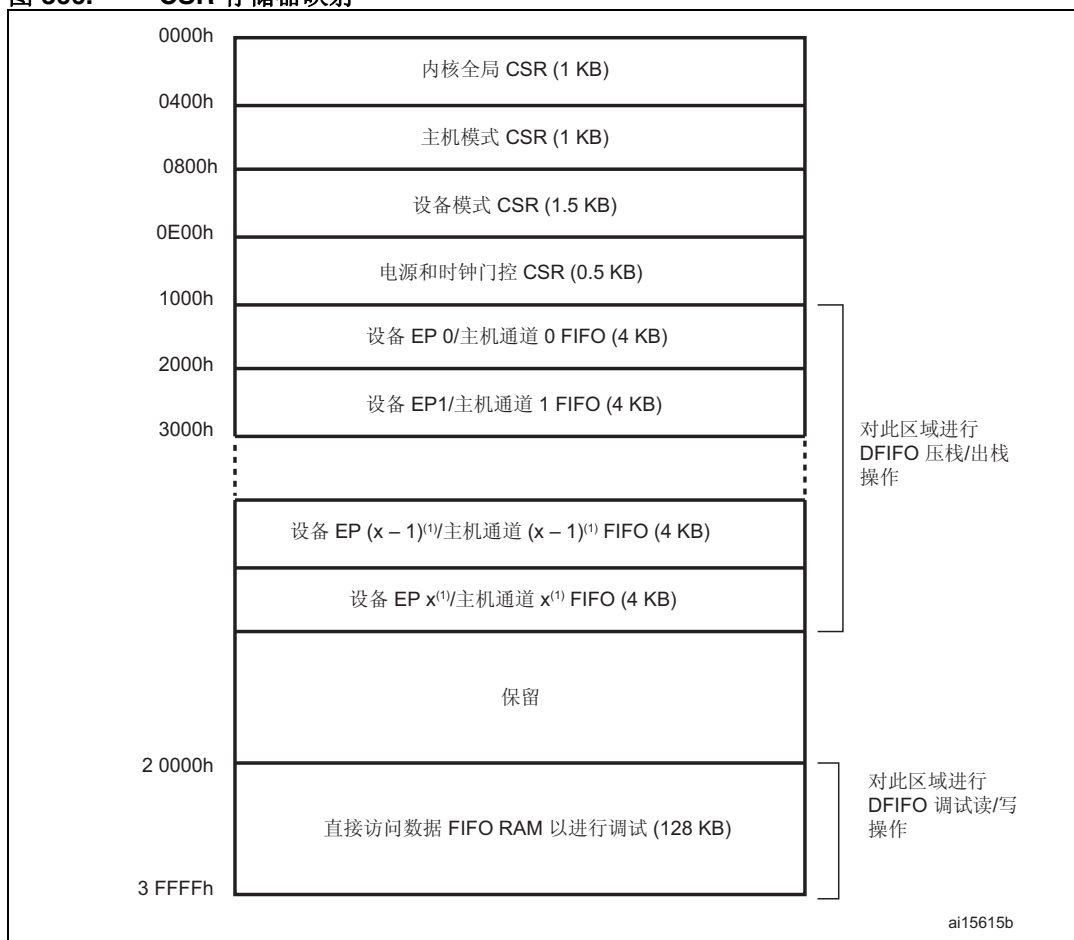 0000h
内核全局 CSR (1 KB)
0400h
主机模式 CSR (1 KB)
0800h
设备模式 CSR (1.5 KB)
0E00h
电源和时钟门控 CSR (0.5 KB)
1000h
设备 EP 0/主机通道 0 FIFO (4 KB)
2000h
设备 EP1/主机通道 1 FIFO (4 KB)
3000h
对此区域进行
DFIFO 压栈/出栈
操作
设备 EP (x – 1)(1)/主机通道 (x – 1)(1) FIFO (4 KB)
设备 EP x(1)/主机通道 x(1) FIFO (4 KB)
保留
2 0000h
直接访问数据 FIFO RAM 以进行调试 (128 KB)
对此区域进行
DFIFO 调试读/写
操作
3 FFFFh
ai15615b